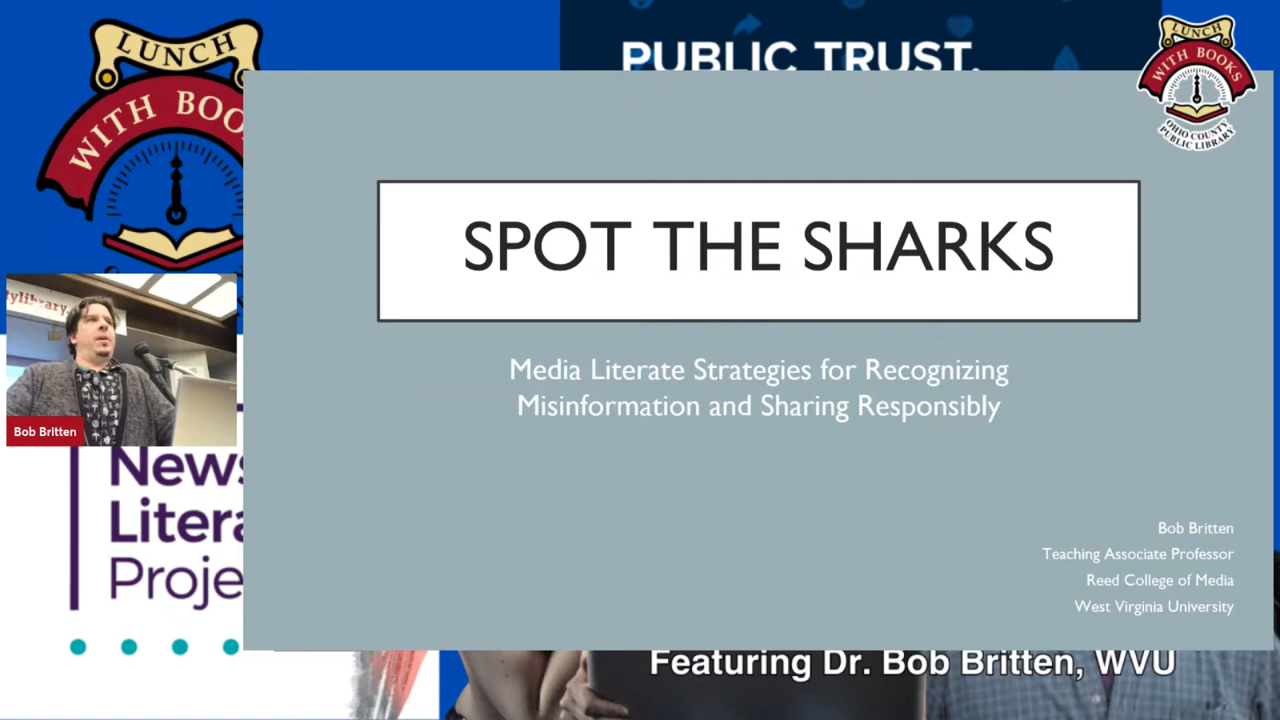 LUNCH
WITH BOO
PUBLIC TRUST.
LUNCH
WITH BOOKS
OHIO COUNTY
PUBLIC LIBRARY
SPOT THE SHARKS
Media Literate Strategies for Recognizing
Misinformation and Sharing Responsibly
Bob Britten
Teaching Associate Professor
Reed College of Media
West Virginia University
tylibrary.
Bob Britten
News
Litera
Proje
Featuring Dr. Bob Britten, WVU